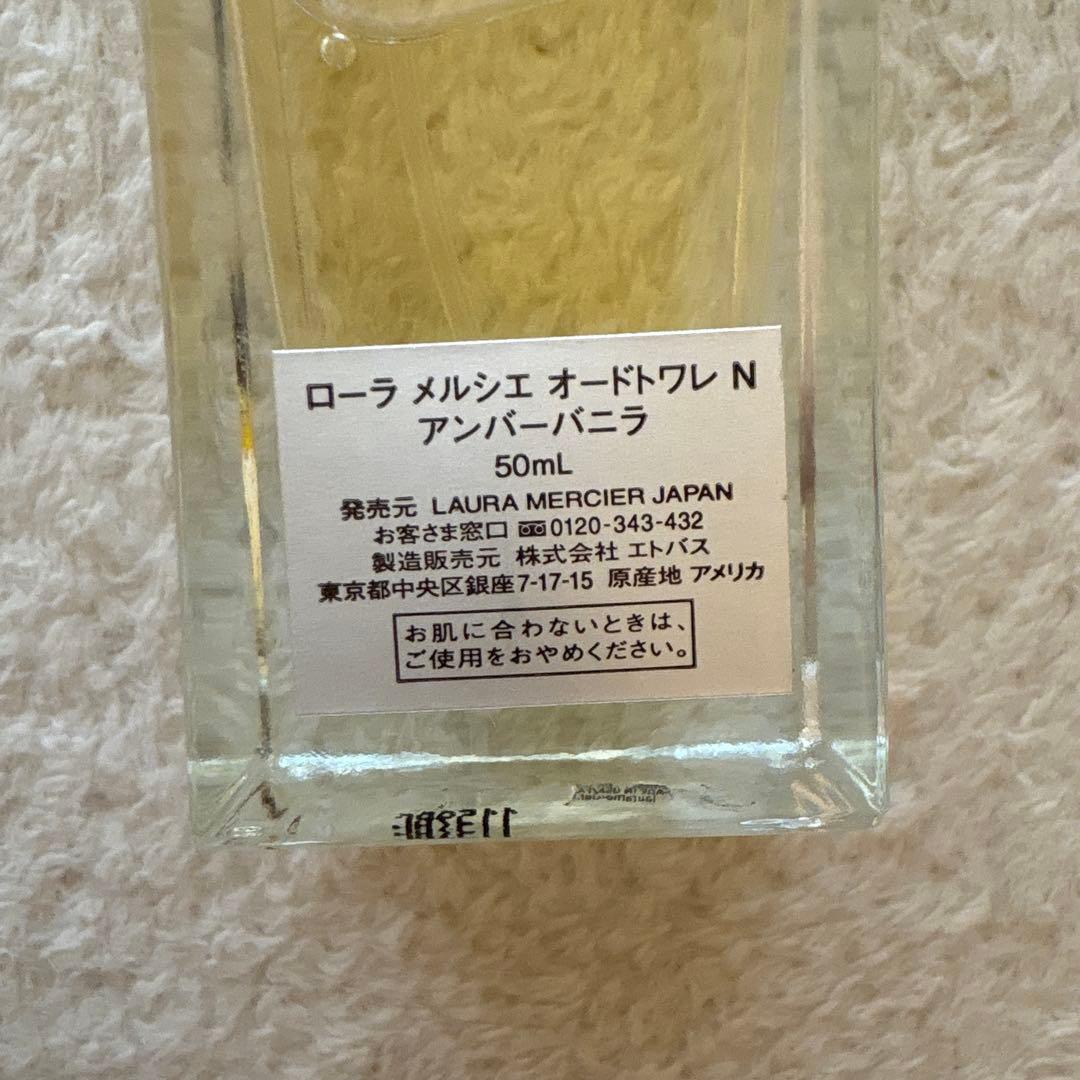 ローラ メルシエ オードトワレ N
アンバーバニラ
50mL
発売元 LAURA MERCIER JAPAN
お客さま窓口 0120-343-432
製造販売元 株式会社 エトバス
東京都中央区銀座7-17-15 原産地 アメリカ
お肌に合わないときは、
ご使用をおやめください。